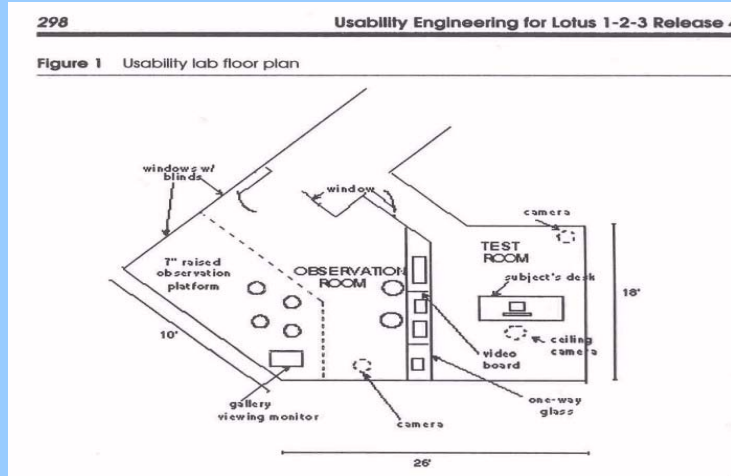 298
Usability Engineering for Lotus 1-2-3 Release 4
Figure 1 Usability lab floor plan
windows w/
blinds
window
camera
TEST
ROOM
7" raised
observation
platform
OBSERVATION
ROOM
subject's desk
18'
10'
ceiling
camera
video
board
gallery
viewing monitor
one-way
glass
camera
26'